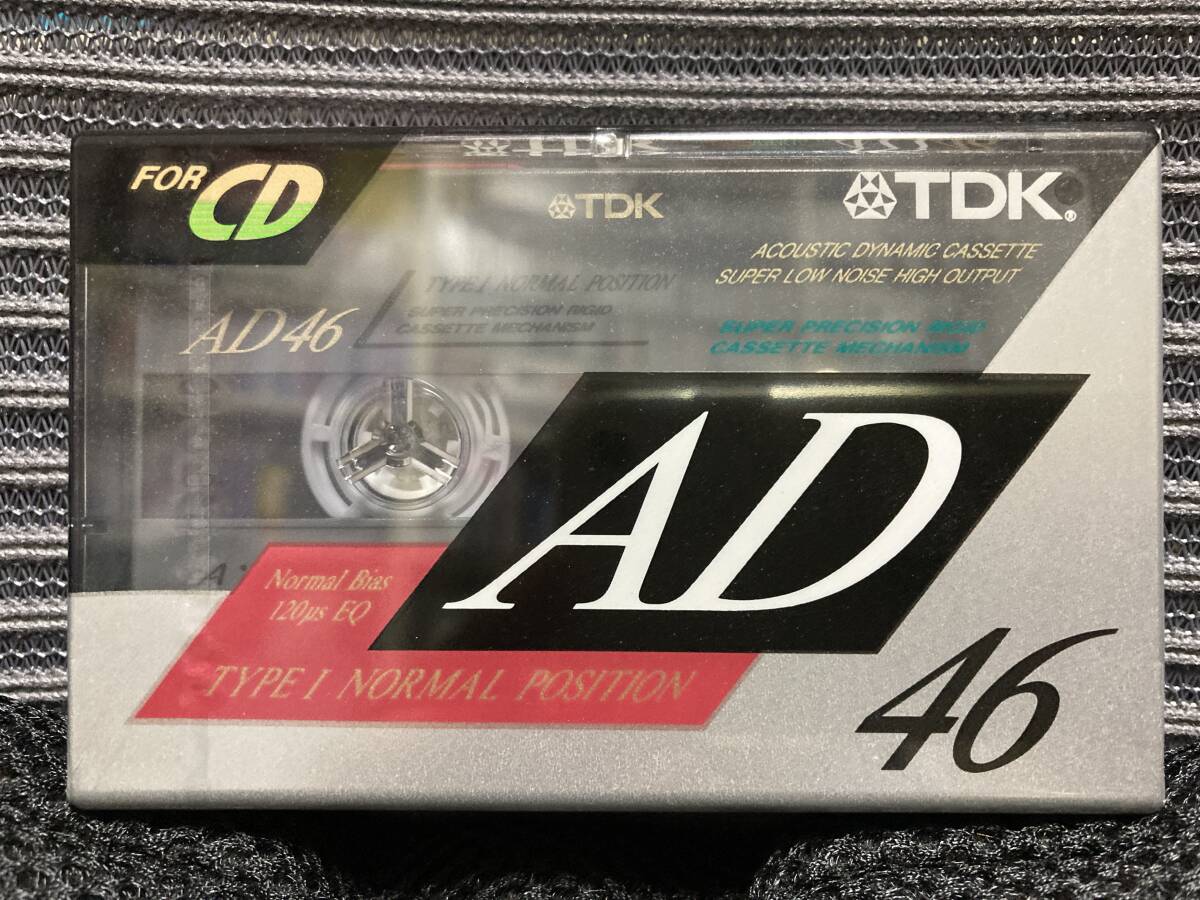 FOR CD
TDK
TDK®
ACOUSTIC DYNAMIC CASSETTE
SUPER LOW NOISE HIGH OUTPUT
TYPE I NORMAL POSITION
SUPER PRECISION RIGID
CASSETTE MECHANISM
AD46
SUPER PRECISION RIGID
CASSETTE MECHANISM
AD
Normal Bias
120µs EQ
TYPE I NORMAL POSITION
46